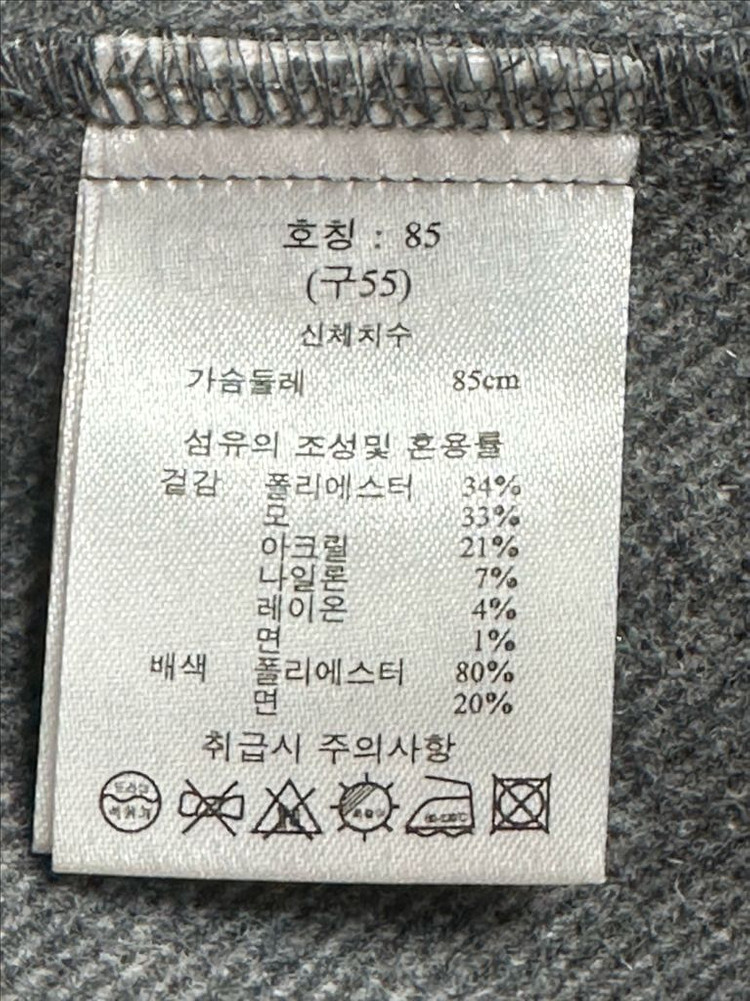 호칭 : 85
(구55)
신체치수
가슴둘레 85cm
섬유의 조성및 혼용률
겉감 폴리에스터 34%
모 33%
아크릴 21%
나일론 7%
레이온 4%
면 1%
배색 폴리에스터 80%
면 20%
취급시 주의사항